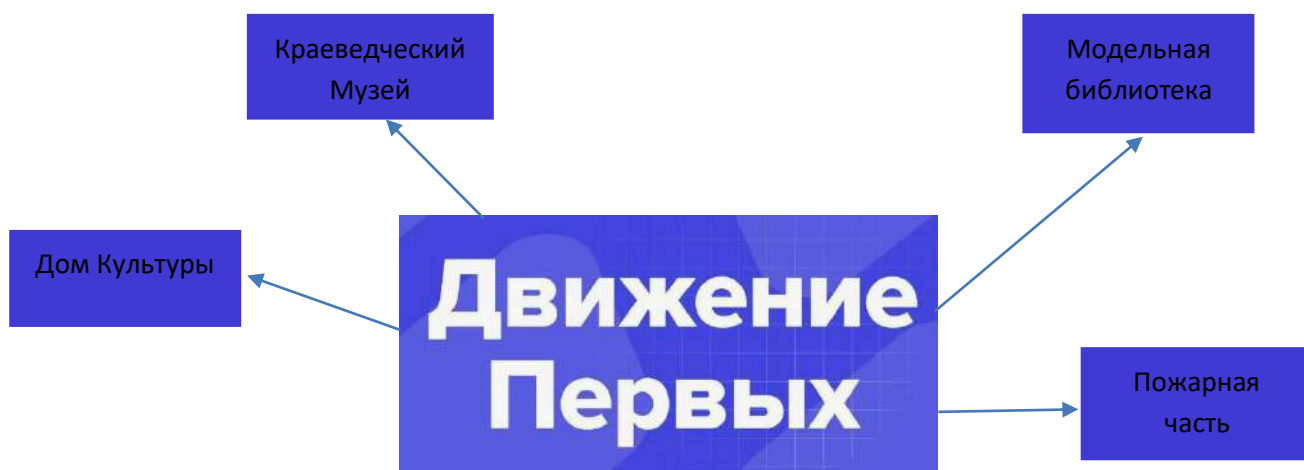 Краеведческий
Музей
Модельная
библиотека
Дом Культуры
Движение
Первых
Пожарная
часть